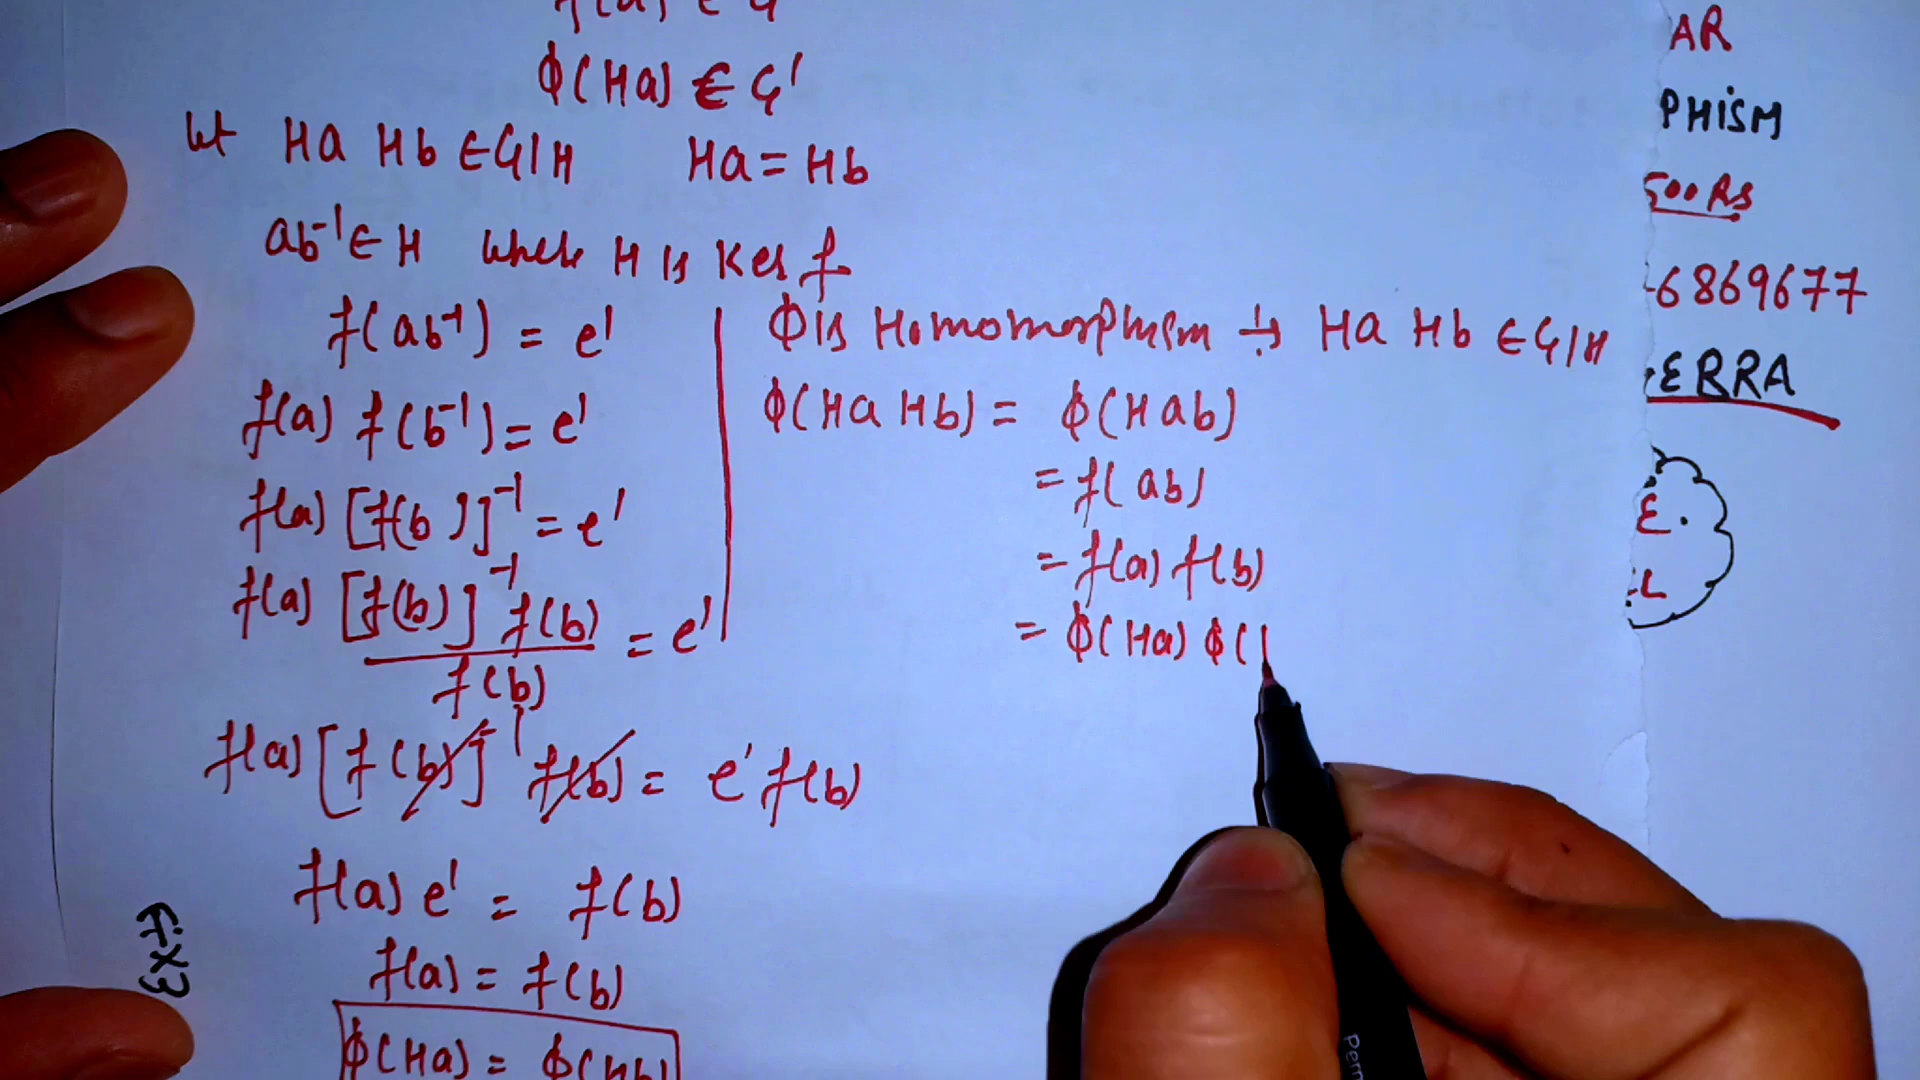 ϕ(Ha) ∈ G'
let Ha Hb ∈ G/H Ha = Hb
ab⁻¹ ∈ H where H is Ker f
f(ab⁻¹) = e'
f(a) f(b⁻¹) = e'
f(a) [f(b)]⁻¹ = e'
f(a) [f(b)]⁻¹ f(b) / f(b) = e'
f(a) [f(b)]⁻¹ f(b) = e' f(b)
f(a) e' = f(b)
f(a) = f(b)
ϕ(Ha) = ϕ(Hb)
ϕ is Homomorphism → Ha Hb ∈ G/H
ϕ(Ha Hb) = ϕ(Hab)
= f(ab)
= f(a) f(b)
= ϕ(Ha) ϕ(
AR
PHiSM
500 Rs
6869677
ERRA
E.
L